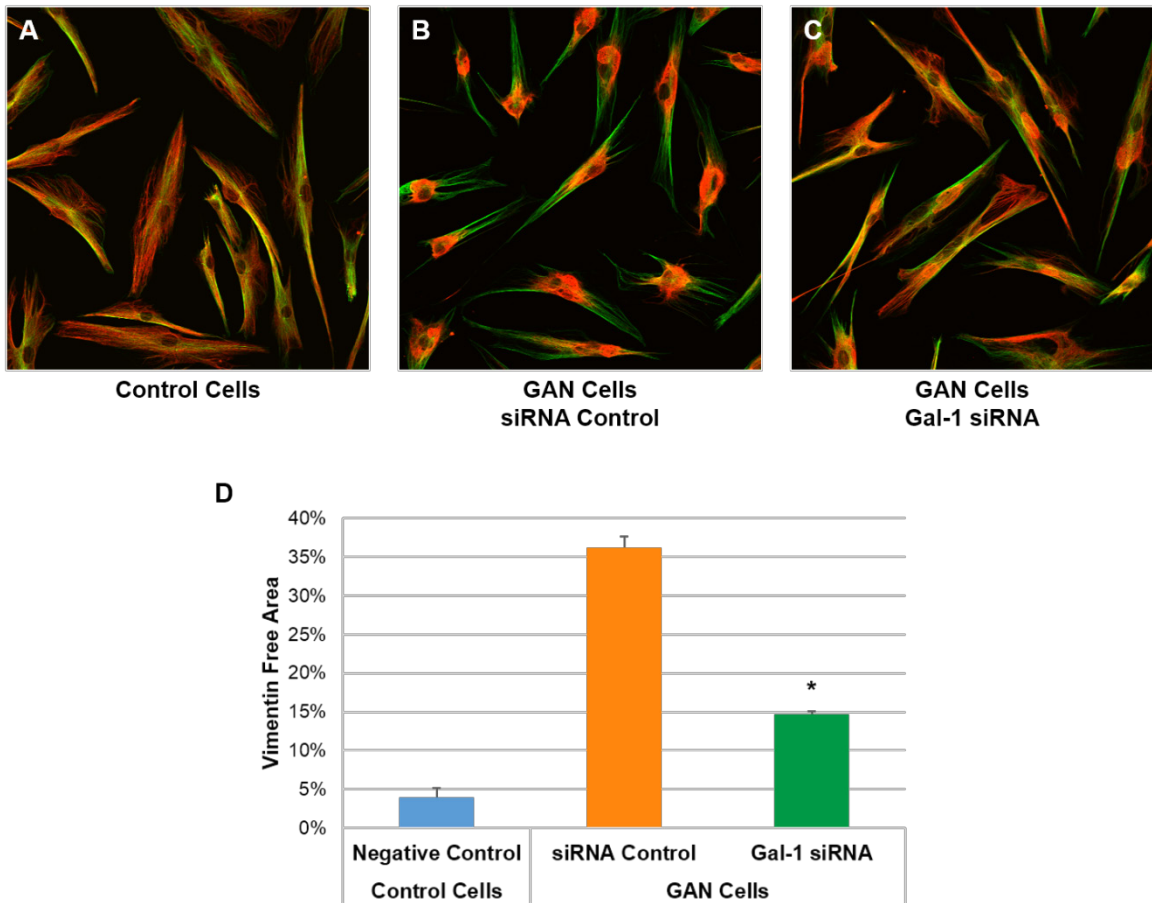 A
B
C
Control Cells
GAN Cells
siRNA Control
GAN Cells
Gal-1 siRNA
D
Vimentin Free Area
40%
35%
30%
25%
20%
15%
10%
5%
0%
*
Negative Control
siRNA Control
Gal-1 siRNA
Control Cells
GAN Cells